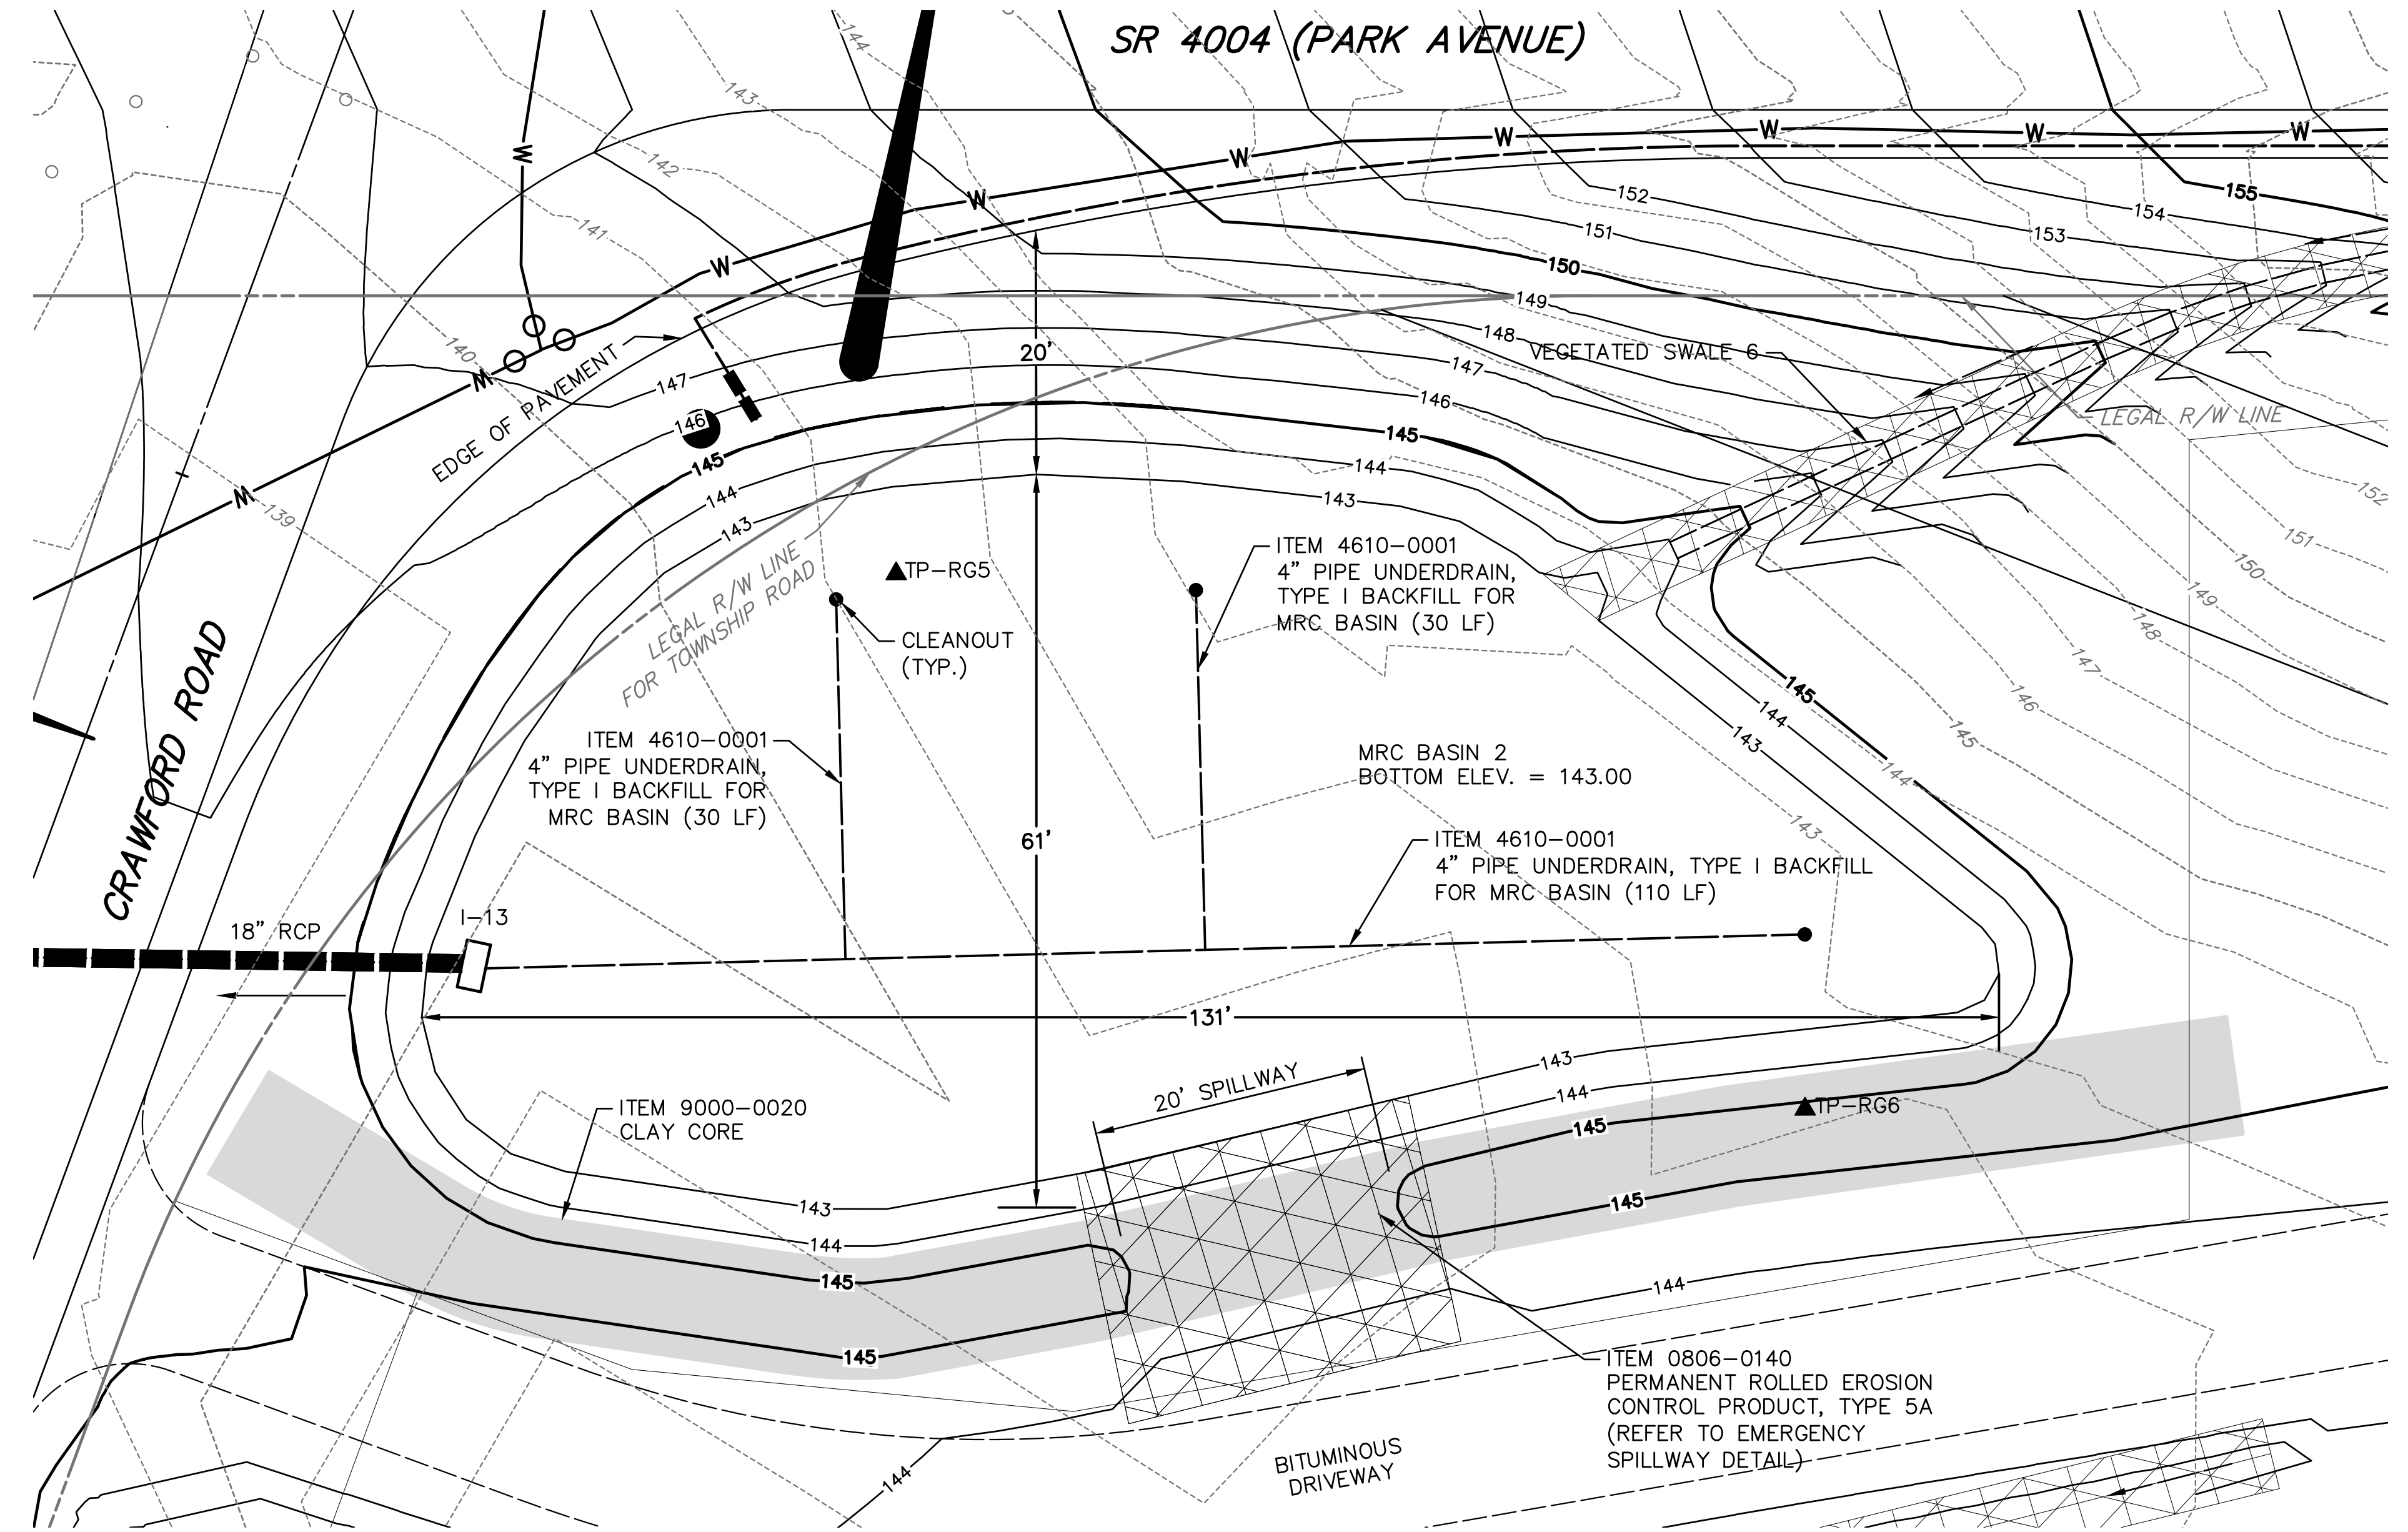 SR 4004 (PARK AVENUE)
144
143
142
141
140
139
W
W
W
W
W
W
W
W
W
W
W
152
151
150
149
148
147
146
145
144
143
155
154
153
20'
VEGETATED SWALE 6
LEGAL R/W LINE
EDGE OF PAVEMENT
147
146
145
144
143
152
151
150
149
148
147
146
145
144
143
TP-RG5
LEGAL R/W LINE
FOR TOWNSHIP ROAD
CLEANOUT
(TYP.)
ITEM 4610-0001
4" PIPE UNDERDRAIN,
TYPE I BACKFILL FOR
MRC BASIN (30 LF)
ITEM 4610-0001
4" PIPE UNDERDRAIN,
TYPE I BACKFILL FOR
MRC BASIN (30 LF)
145
144
143
MRC BASIN 2
BOTTOM ELEV. = 143.00
61'
ITEM 4610-0001
4" PIPE UNDERDRAIN, TYPE I BACKFILL
FOR MRC BASIN (110 LF)
CRAWFORD ROAD
18" RCP
I-13
131'
20' SPILLWAY
143
144
145
145
144
TP-RG6
ITEM 9000-0020
CLAY CORE
143
144
145
145
144
ITEM 0806-0140
PERMANENT ROLLED EROSION
CONTROL PRODUCT, TYPE 5A
(REFER TO EMERGENCY
SPILLWAY DETAIL)
BITUMINOUS
DRIVEWAY